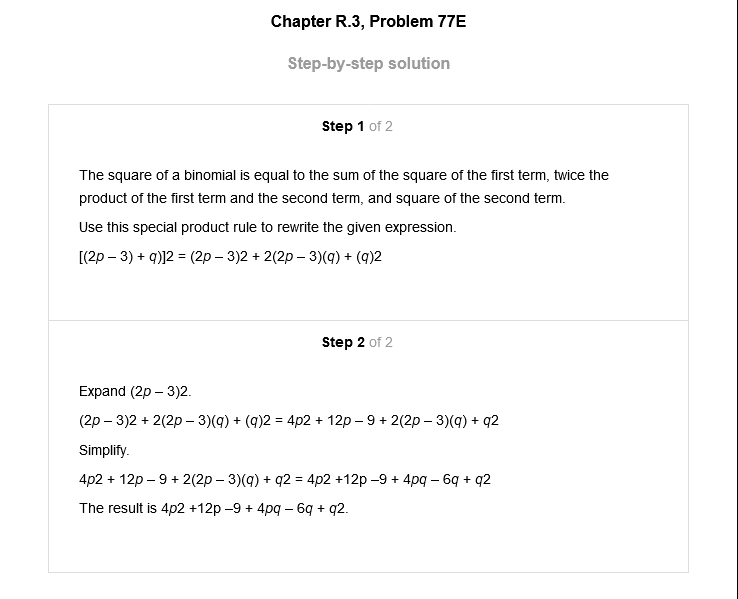 Chapter R.3, Problem 77E
Step-by-step solution
Step 1 of 2
The square of a binomial is equal to the sum of the square of the first term, twice the
product of the first term and the second term, and square of the second term.
Use this special product rule to rewrite the given expression.
[(2p – 3) + q)]2 = (2p – 3)2 + 2(2p – 3)(q) + (q)2
Step 2 of 2
Expand (2p – 3)2.
(2p – 3)2 + 2(2p – 3)(q) + (q)2 = 4p2 + 12p – 9 + 2(2p – 3)(q) + q2
Simplify.
4p2 + 12p – 9 + 2(2p – 3)(q) + q2 = 4p2 +12p –9 + 4pq – 6q + q2
The result is 4p2 +12p –9 + 4pq – 6q + q2.